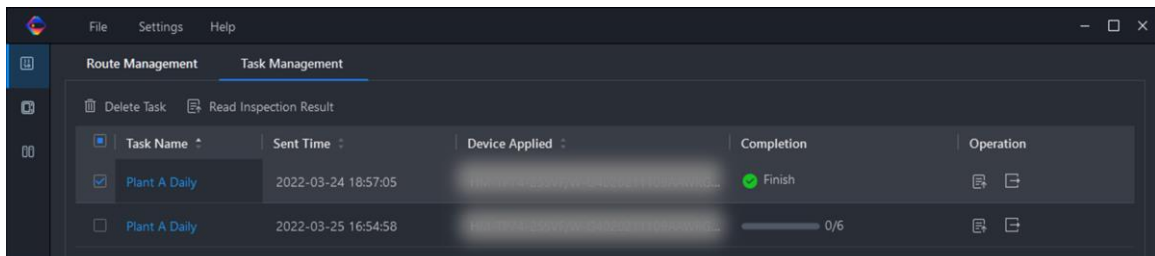 File Settings Help
Route Management Task Management
Delete Task Read Inspection Result
Task Name Sent Time Device Applied Completion Operation
Plant A Daily 2022-03-24 18:57:05 Finish
Plant A Daily 2022-03-25 16:54:58 0/6